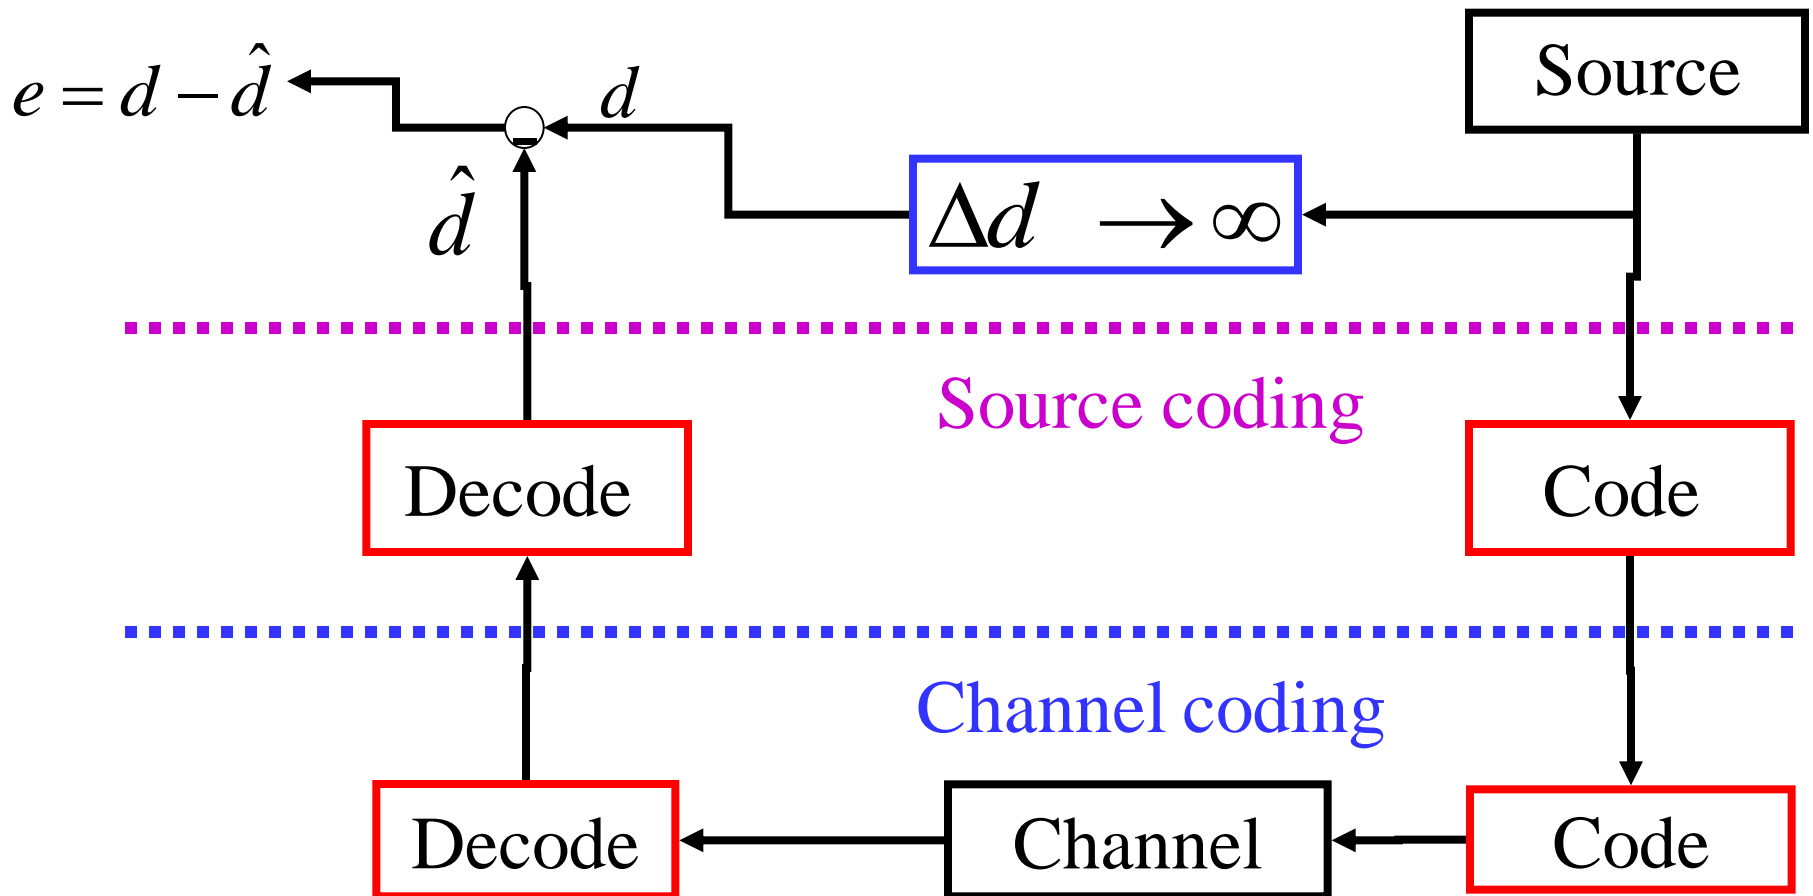 Source
e = d − d̂
d
d̂
Δd → ∞
Source coding
Decode
Code
Channel coding
Decode
Channel
Code